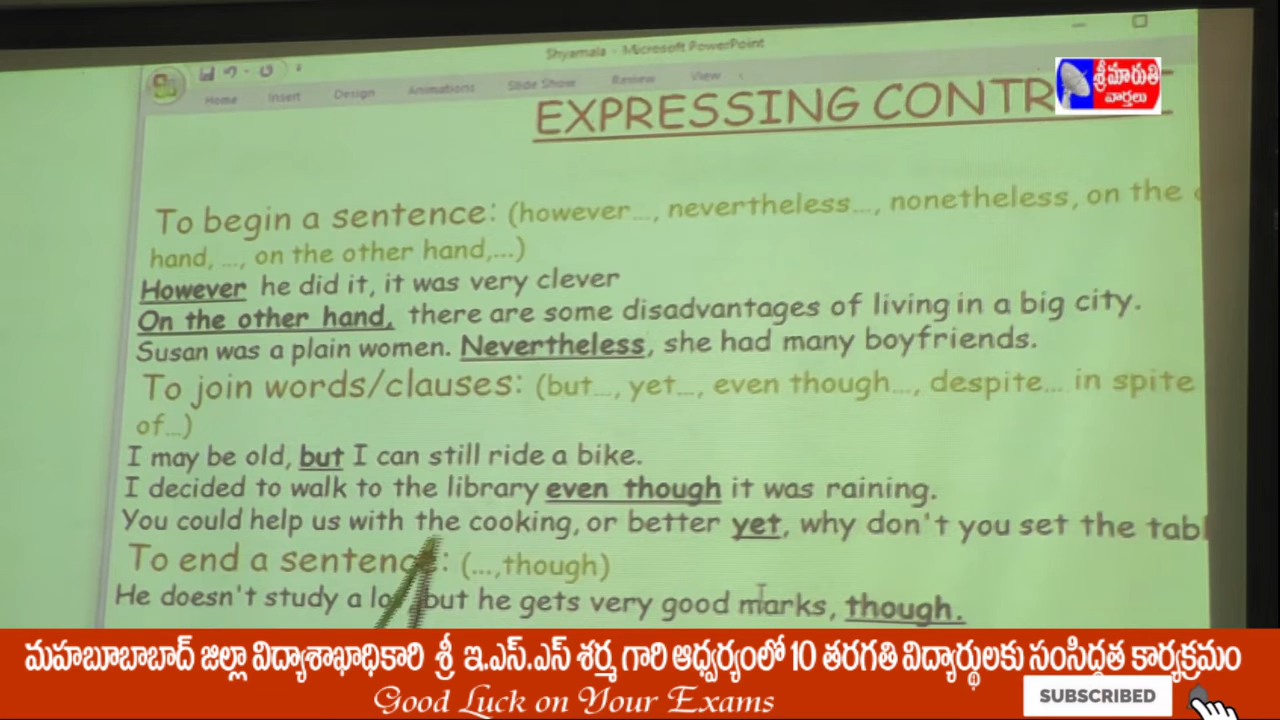 Shyamala - Microsoft PowerPoint
Home Insert Design Animations Slide Show Review View
శ్రీమారుతి
వార్తలు
EXPRESSING
To begin a sentence: (however..., nevertheless..., nonetheless, on the
hand, ..., on the other hand,...)
However he did it, it was very clever
On the other hand, there are some disadvantages of living in a big city.
Susan was a plain women. Nevertheless, she had many boyfriends.
To join words/clauses: (but..., yet..., even though..., despite... in spite
of...)
I may be old, but I can still ride a bike.
I decided to walk to the library even though it was raining.
You could help us with the cooking, or better yet, why don't you set the
To end a sentence: (...,though)
He doesn't study a lot, but he gets very good marks, though.
మహబూబాబాద్ జిల్లా విద్యాశాఖాధికారి శ్రీ ఇ.ఎస్.ఎస్ శర్మ గారి ఆధ్వర్యంలో 10 తరగతి విద్యార్థులకు సంసిద్ధత కార్యక్రమం
Good Luck on Your Exams
SUBSCRIBED